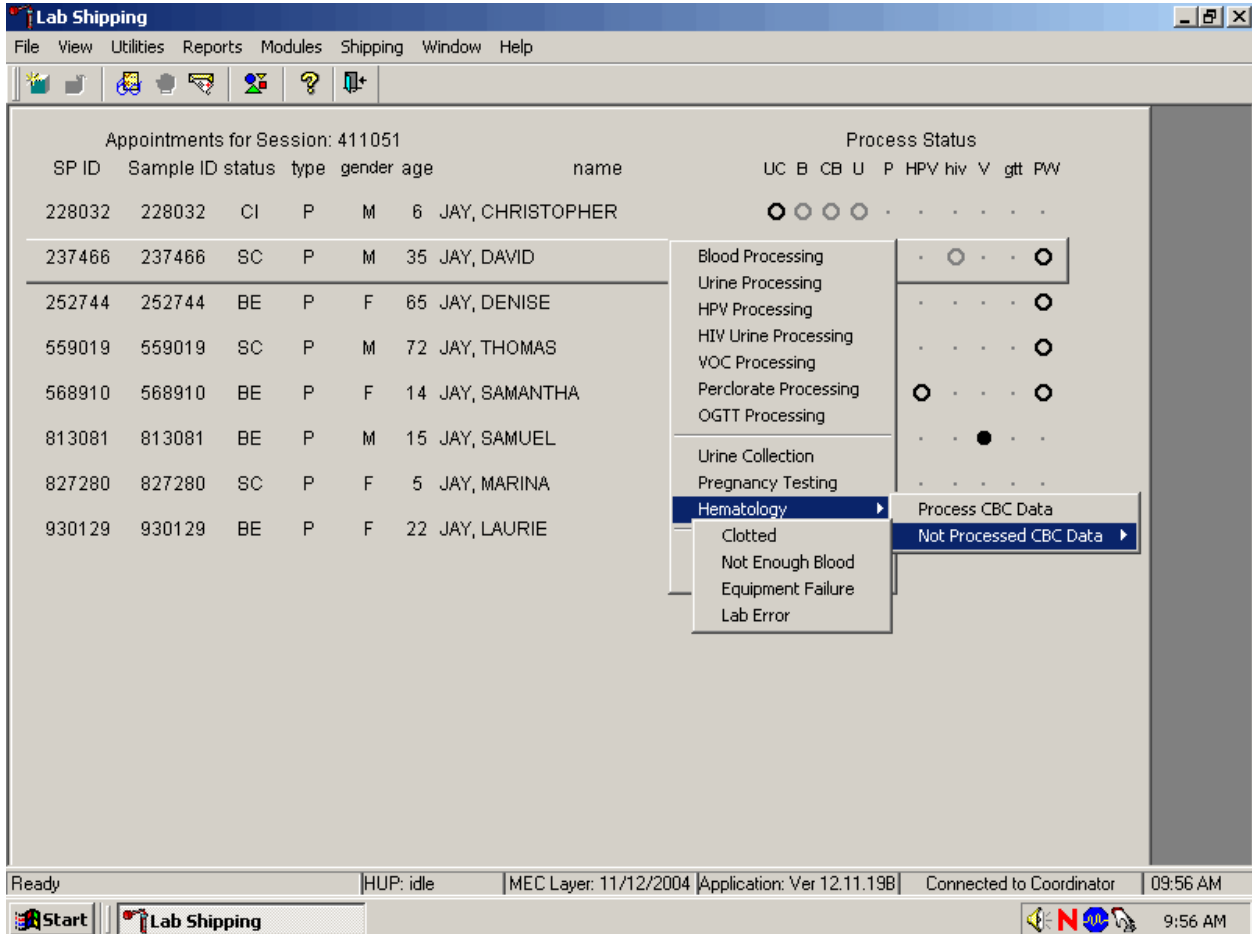 Lab Shipping
File View Utilities Reports Modules Shipping Window Help
Appointments for Session: 411051 Process Status
SP ID Sample ID status type gender age name UC B CB U P HPV hiv V gtt PW
228032 228032 CI P M 6 JAY, CHRISTOPHER
237466 237466 SC P M 35 JAY, DAVID
252744 252744 BE P F 65 JAY, DENISE
559019 559019 SC P M 72 JAY, THOMAS
568910 568910 BE P F 14 JAY, SAMANTHA
813081 813081 BE P M 15 JAY, SAMUEL
827280 827280 SC P F 5 JAY, MARINA
930129 930129 BE P F 22 JAY, LAURIE
Blood Processing
Urine Processing
HPV Processing
HIV Urine Processing
VOC Processing
Perclorate Processing
OGTT Processing
Urine Collection
Pregnancy Testing
Hematology
Process CBC Data
Not Processed CBC Data
Clotted
Not Enough Blood
Equipment Failure
Lab Error
Ready HUP: idle MEC Layer: 11/12/2004 Application: Ver 12.11.19B Connected to Coordinator 09:56 AM
Start Lab Shipping N 9:56 AM